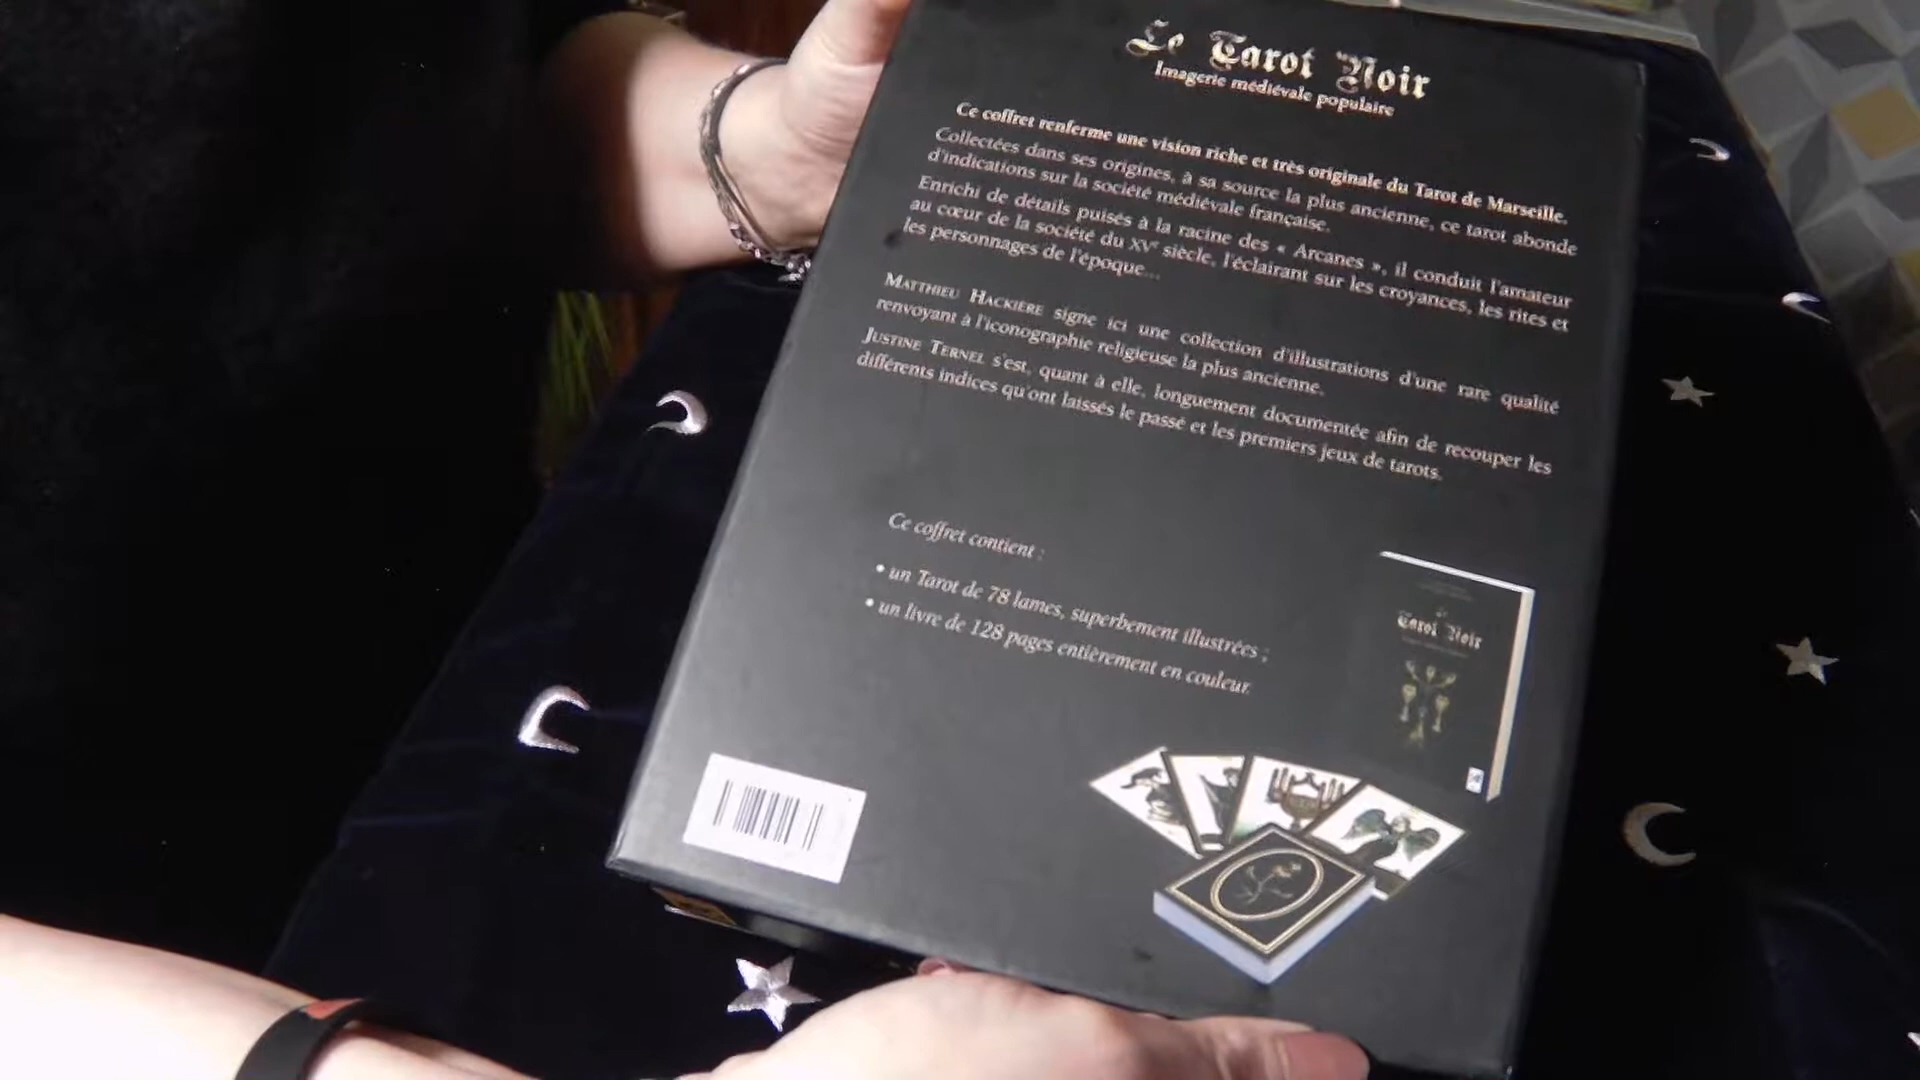 Le Tarot Noir
Imagerie médiévale populaire
Ce coffret renferme une vision riche et très originale du Tarot de Marseille.
Collectées dans ses origines, à sa source la plus ancienne, ce tarot abonde
d'indications sur la société médiévale française.
Enrichi de détails puisés à la racine des « Arcanes », il conduit l'amateur
au cœur de la société du XVe siècle, l'éclairant sur les croyances, les rites et
les personnages de l'époque...
MATTHIEU HACKIÈRE signe ici une collection d'illustrations d'une rare qualité
renvoyant à l'iconographie religieuse la plus ancienne.
JUSTINE TERNEL s'est, quant à elle, longuement documentée afin de recouper les
différents indices qu'ont laissés le passé et les premiers jeux de tarots.
Ce coffret contient :
• un Tarot de 78 lames, superbement illustrées ;
• un livre de 128 pages entièrement en couleur.
Tarot Noir